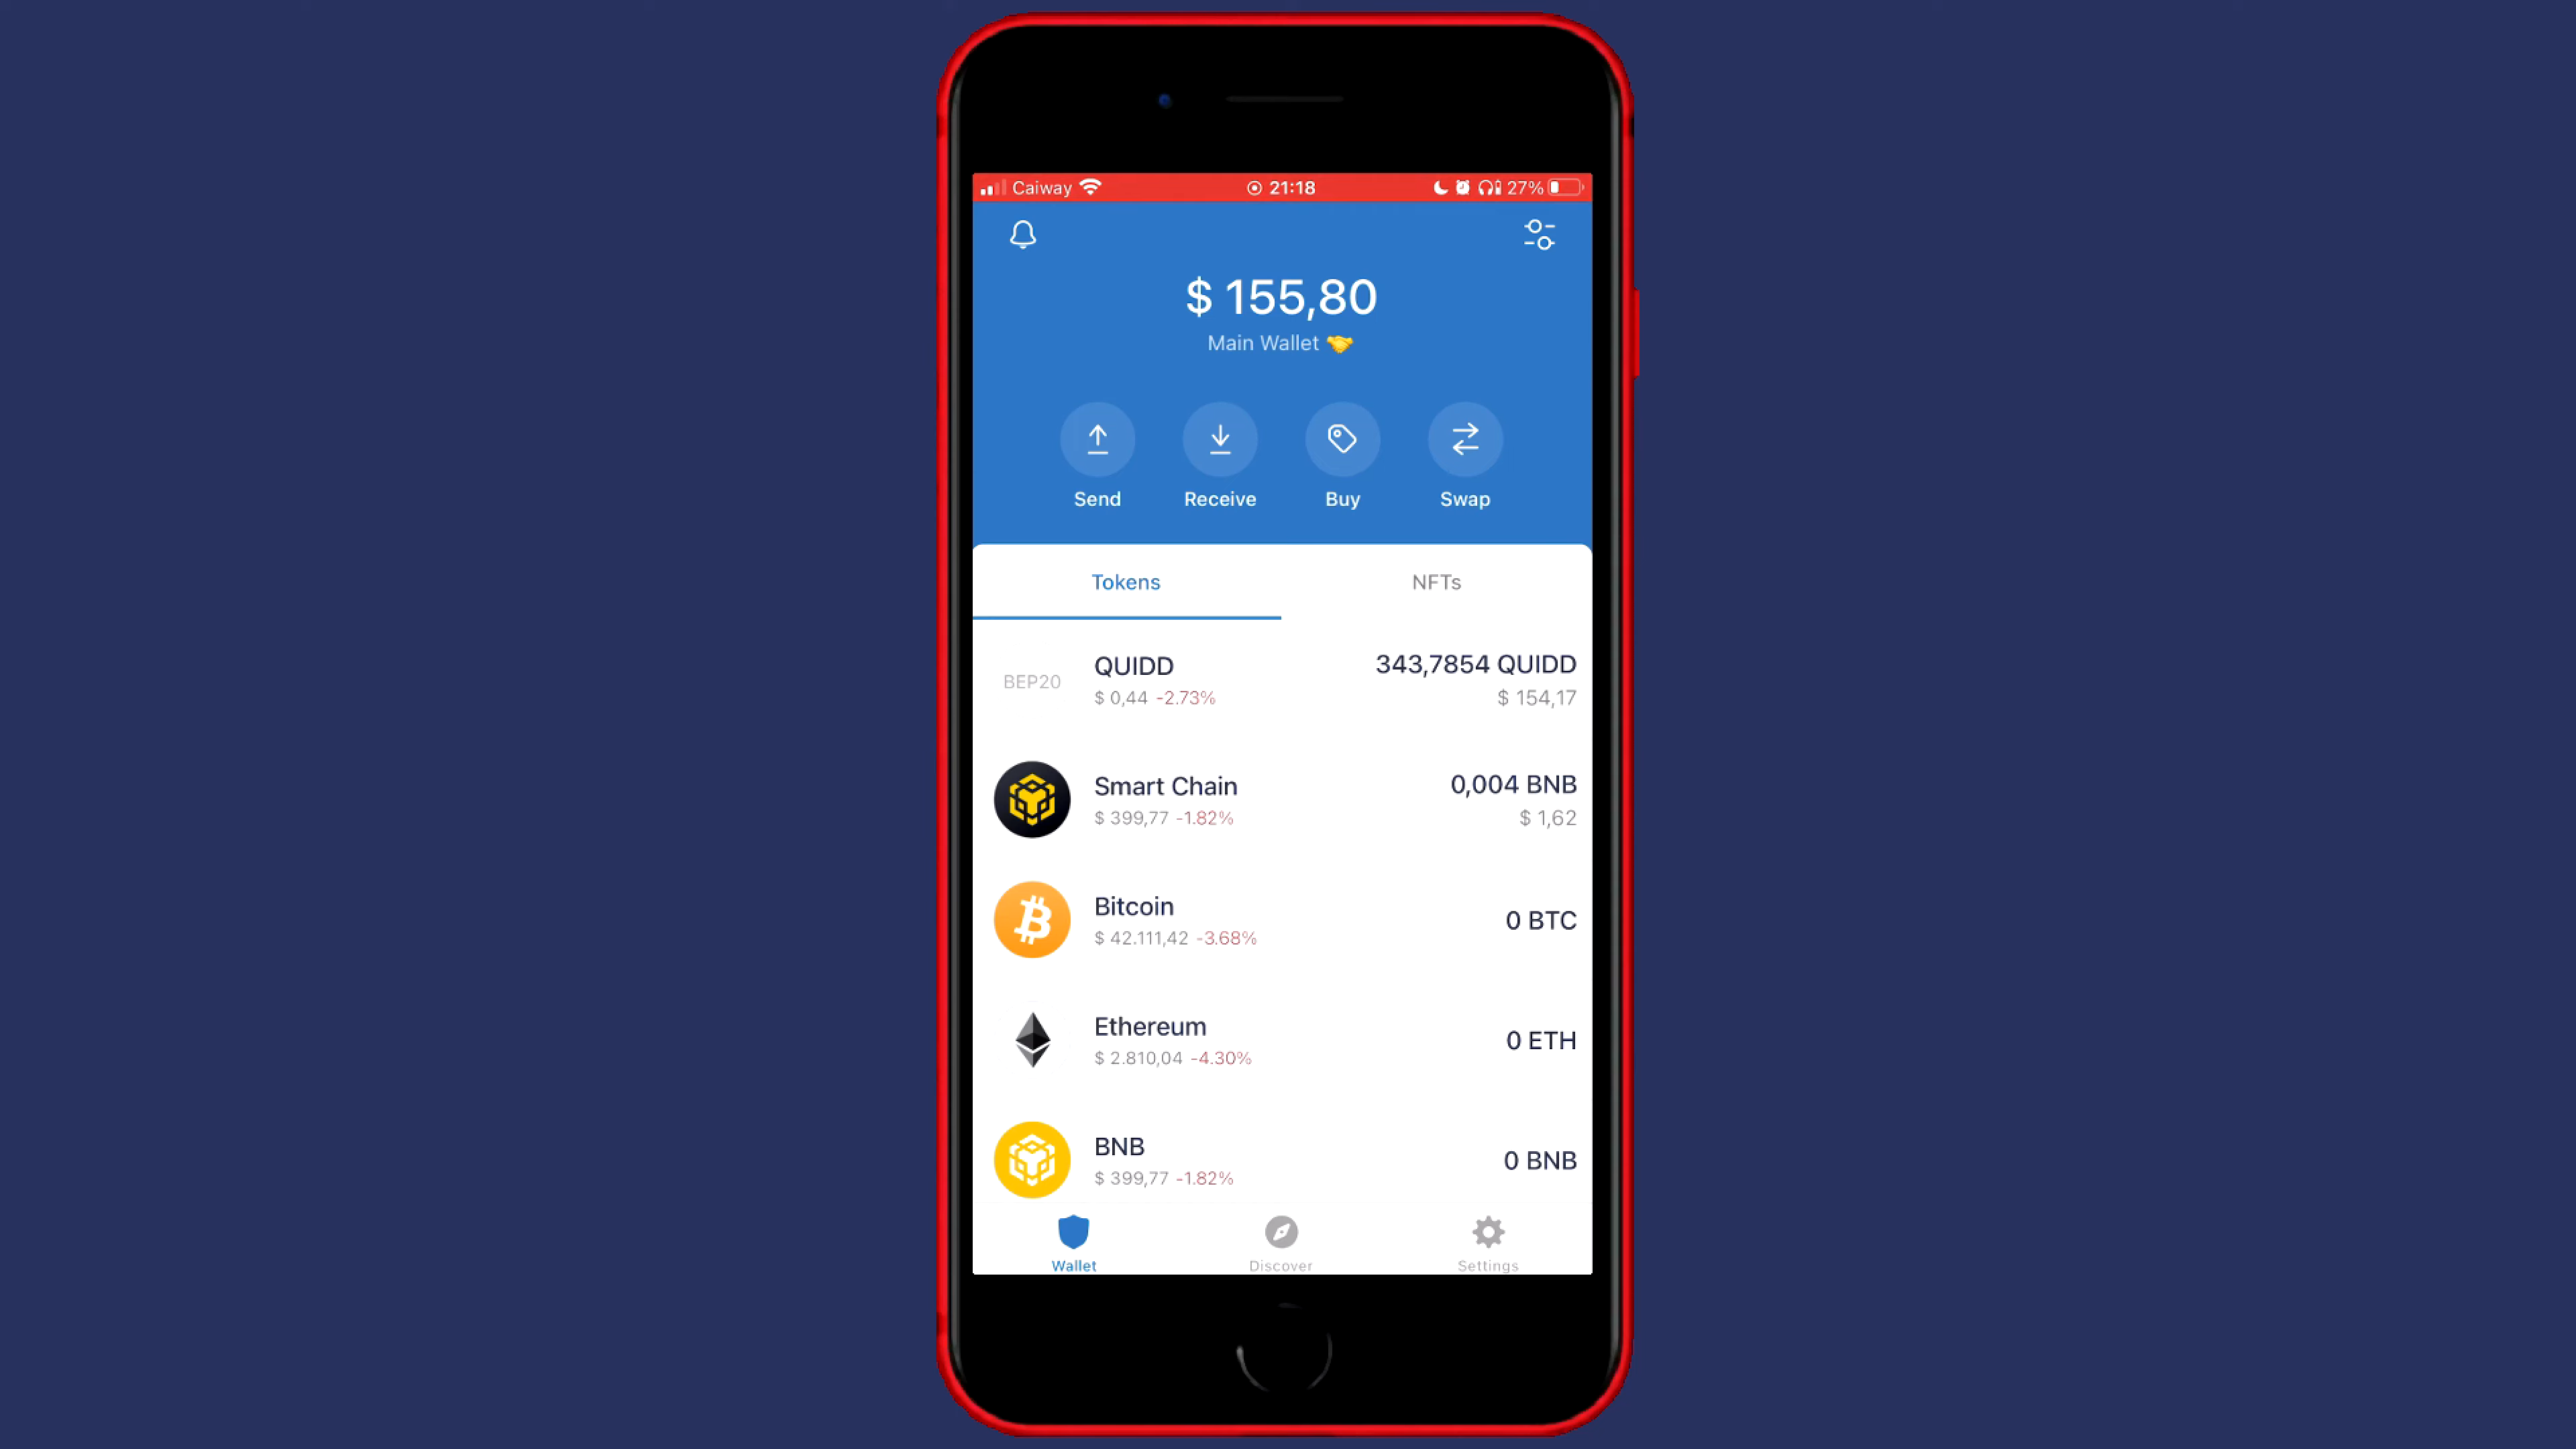 Caiway 21:18 27%
$ 155,80
Main Wallet 🤝
Send Receive Buy Swap
Tokens NFTs
BEP20
QUIDD 343,7854 QUIDD
$ 0,44 -2.73% $ 154,17
Smart Chain 0,004 BNB
$ 399,77 -1.82% $ 1,62
Bitcoin 0 BTC
$ 42.111,42 -3.68%
Ethereum 0 ETH
$ 2.810,04 -4.30%
BNB 0 BNB
$ 399,77 -1.82%
Wallet Discover Settings